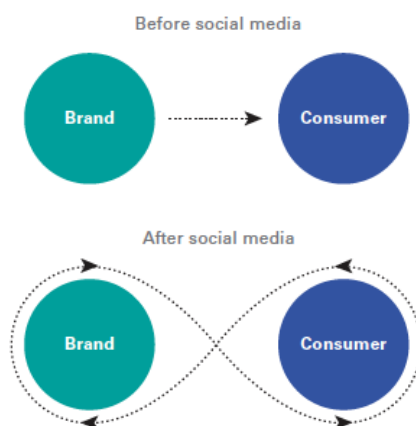 Before social media
Brand
Consumer
After social media
Brand
Consumer